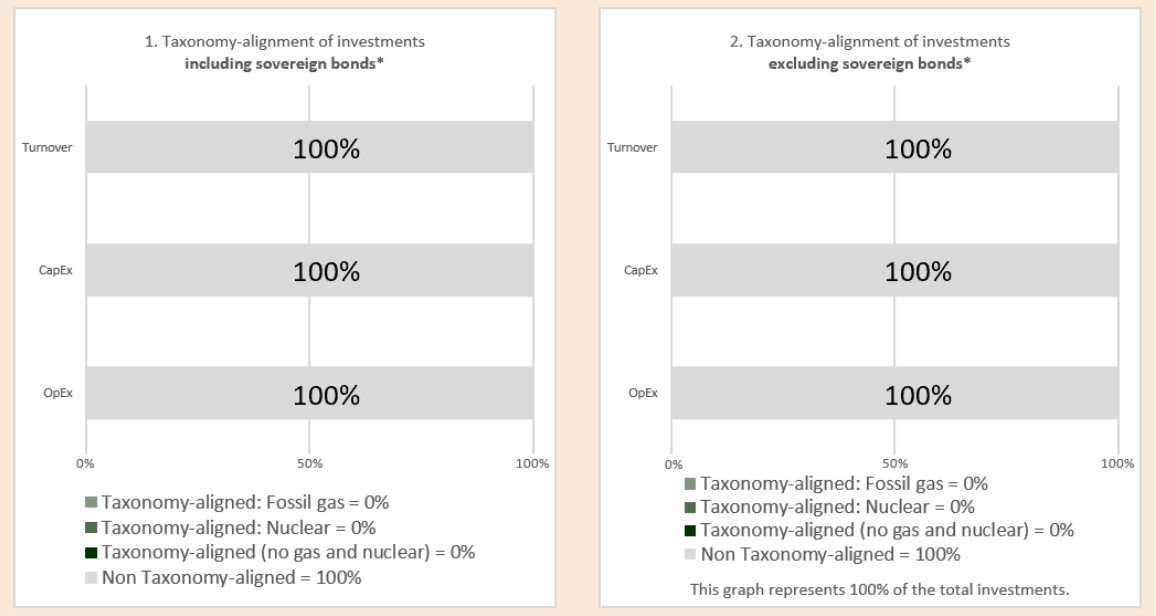 1. Taxonomy-alignment of investments
including sovereign bonds*
Turnover
100%
CapEx
100%
OpEx
100%
0%
50%
100%
Taxonomy-aligned: Fossil gas = 0%
Taxonomy-aligned: Nuclear = 0%
Taxonomy-aligned (no gas and nuclear) = 0%
Non Taxonomy-aligned = 100%
2. Taxonomy-alignment of investments
excluding sovereign bonds*
Turnover
100%
CapEx
100%
OpEx
100%
0%
50%
100%
Taxonomy-aligned: Fossil gas = 0%
Taxonomy-aligned: Nuclear = 0%
Taxonomy-aligned (no gas and nuclear) = 0%
Non Taxonomy-aligned = 100%
This graph represents 100% of the total investments.